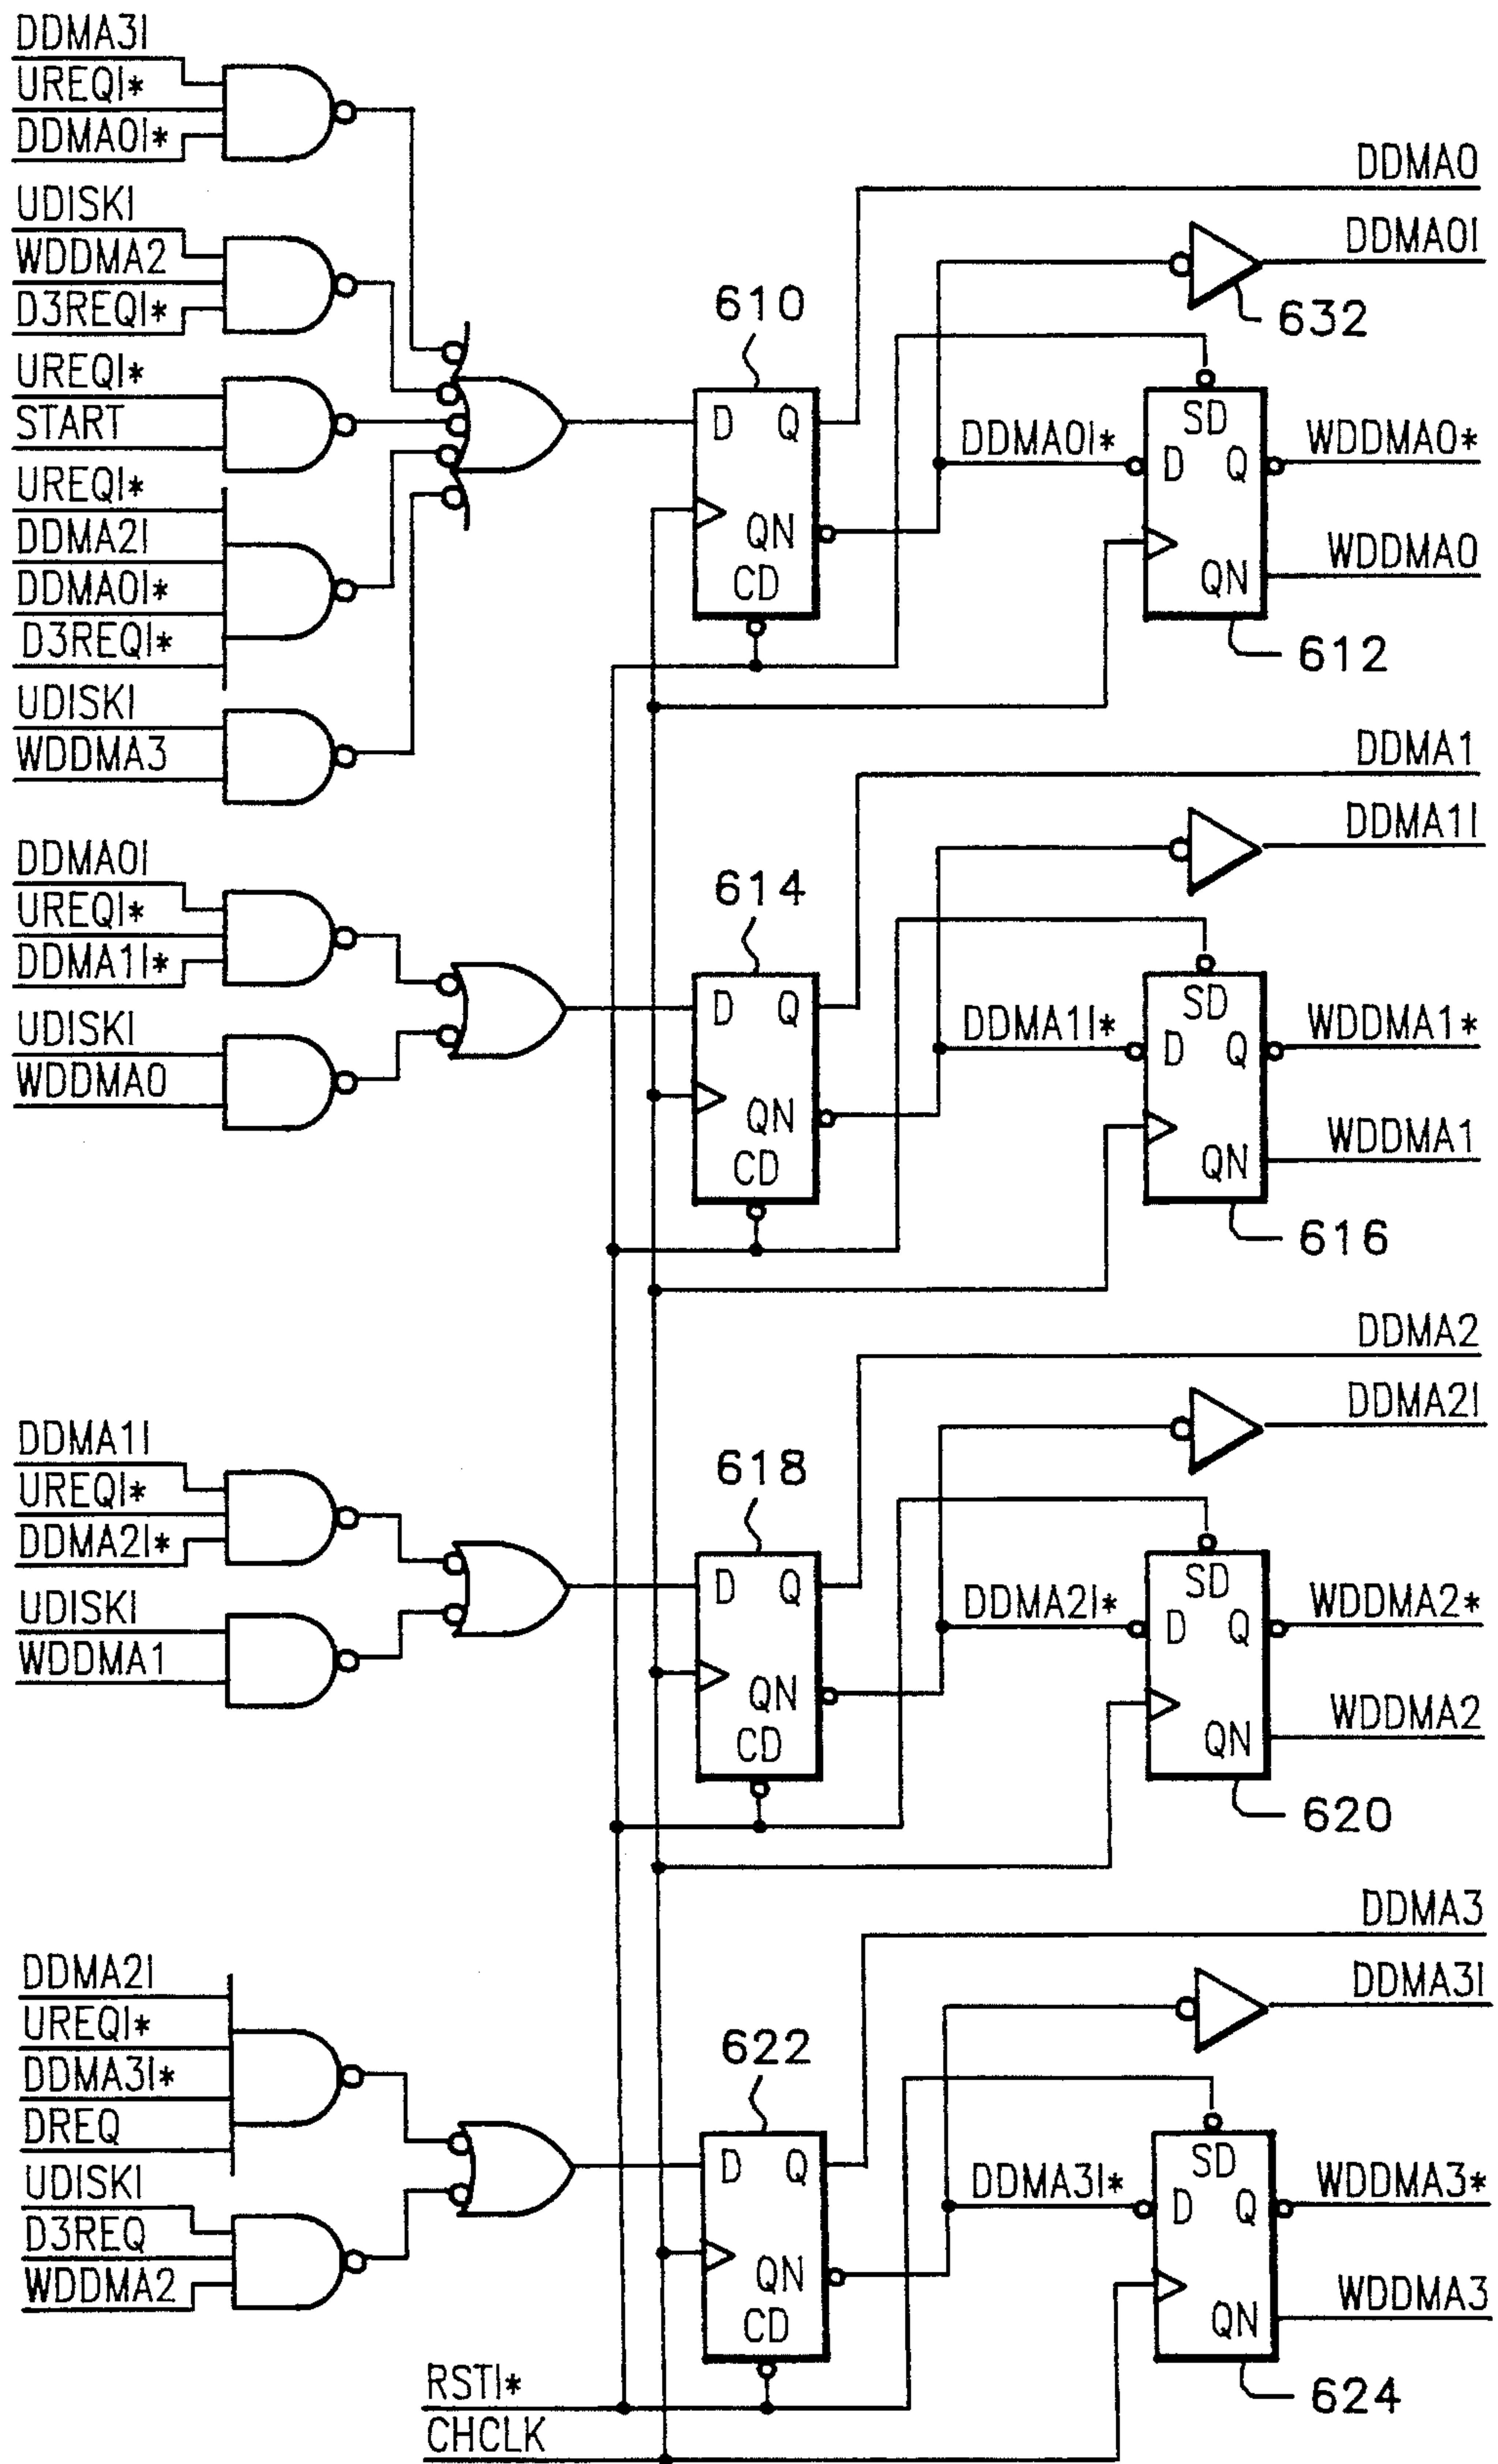 DDMA3I
UREQI*
DDMA0I*
UDISKI
WDDMA2
D3REQI*
UREQI*
START
UREQI*
DDMA2I
DDMA0I*
D3REQI*
UDISKI
WDDMA3
610
D Q
QN
CD
DDMA0
DDMA0I
632
DDMA0I*
SD
D Q
QN
WDDMA0*
WDDMA0
612
DDMA0I
UREQI*
DDMA1I*
UDISKI
WDDMA0
614
D Q
QN
CD
DDMA1
DDMA1I
DDMA1I*
SD
D Q
QN
WDDMA1*
WDDMA1
616
DDMA1I
UREQI*
DDMA2I*
UDISKI
WDDMA1
618
D Q
QN
CD
DDMA2
DDMA2I
DDMA2I*
SD
D Q
QN
WDDMA2*
WDDMA2
620
DDMA2I
UREQI*
DDMA3I*
DREQ
UDISKI
D3REQ
WDDMA2
622
D Q
QN
CD
DDMA3
DDMA3I
DDMA3I*
SD
D Q
QN
WDDMA3*
WDDMA3
624
RSTI*
CHCLK